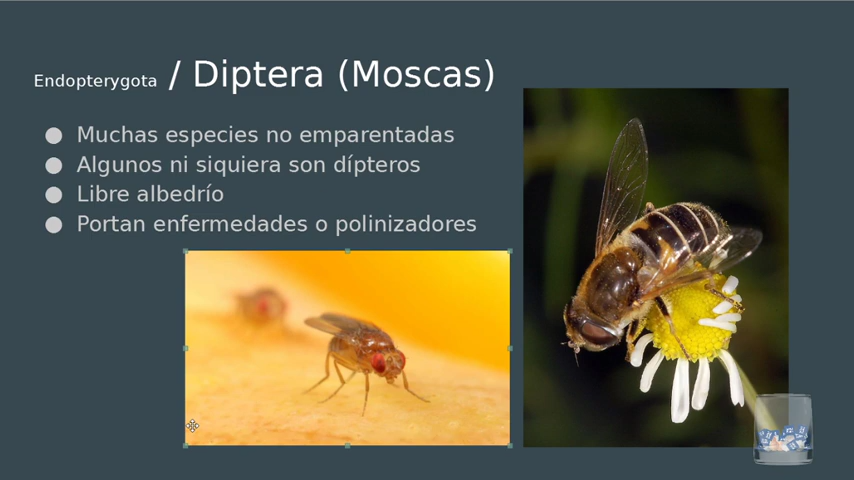 Endopterygota / Diptera (Moscas)
● Muchas especies no emparentadas
● Algunos ni siquiera son dípteros
● Libre albedrío
● Portan enfermedades o polinizadores